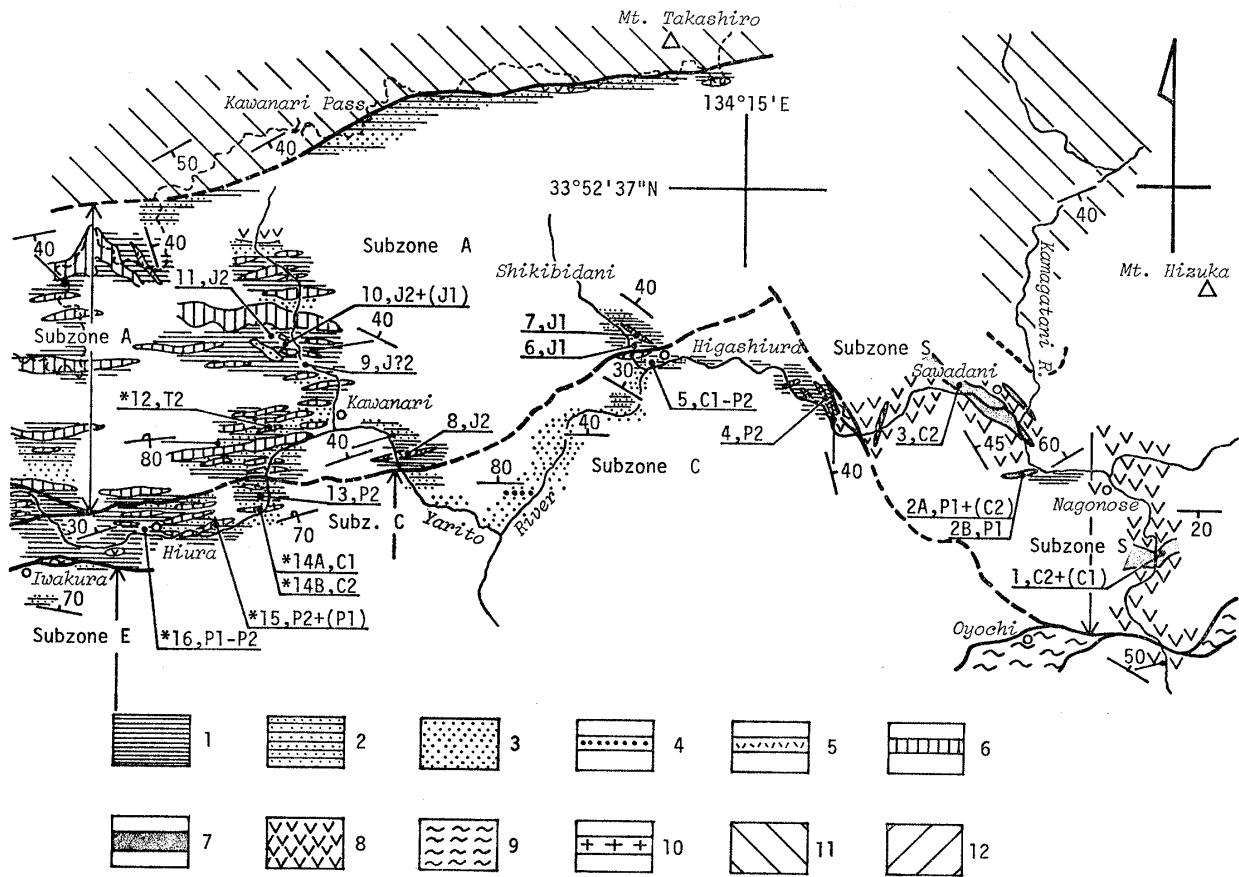 Mt. Takashiro
Kawanari Pass
134°15'E
40
50
33°52'37"N
40
Kamagatani R.
Mt. Hizuka
40
40
Subzone A
Shikibidani
11,J2
10,J2+(J1)
40
7,J1
6,J1
Higashiura
Subzone S
Sawadani
Subzone A
40
9,J?2
30
5,C1-P2
*12,T2
Kawanari
8,J2
4,P2
3,C2
45
60
80
40
40
Subzone C
40
80
2A,P1+(C2)
2B,P1
Nagonose
20
13,P2
Subz. C
Yarito
River
70
30
Hiura
*14A,C1
*14B,C2
Subzone S
1,C2+(C1)
Iwakura
70
*15,P2+(P1)
Subzone E
*16,P1-P2
Oyochi
50
1
2
3
4
5
6
7
8
9
10
11
12